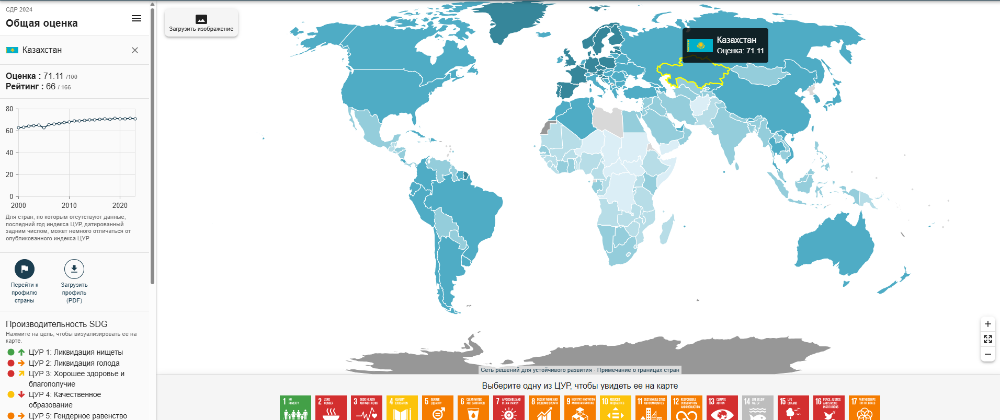 СДР 2024
Общая оценка
Казахстан
Оценка : 71.11 /100
Рейтинг : 66 / 166
80
60
40
20
0
2000 2010 2020
Для стран, по которым отсутствуют данные,
последний год индекса ЦУР, датированный
задним числом, может немного отличаться от
опубликованного индекса ЦУР.
Перейти к
профилю
страны
Загрузить
профиль
(PDF)
Производительность SDG
Нажмите на цель, чтобы визуализировать ее на
карте.
ЦУР 1: Ликвидация нищеты
ЦУР 2: Ликвидация голода
ЦУР 3: Хорошее здоровье и
благополучие
ЦУР 4: Качественное
образование
ЦУР 5: Гендерное равенство
Загрузить изображение
Казахстан
Оценка: 71.11
Сеть решений для устойчивого развития · Примечание о границах стран
Выберите одну из ЦУР, чтобы увидеть ее на карте
1 NO
POVERTY
2 ZERO
HUNGER
3 GOOD HEALTH
AND WELL-BEING
4 QUALITY
EDUCATION
5 GENDER
EQUALITY
6 CLEAN WATER
AND SANITATION
7 AFFORDABLE AND
CLEAN ENERGY
8 DECENT WORK AND
ECONOMIC GROWTH
9 INDUSTRY, INNOVATION
AND INFRASTRUCTURE
10 REDUCED
INEQUALITIES
11 SUSTAINABLE CITIES
AND COMMUNITIES
12 RESPONSIBLE
CONSUMPTION
AND PRODUCTION
13 CLIMATE
ACTION
14 LIFE BELOW
WATER
15 LIFE
ON LAND
16 PEACE, JUSTICE
AND STRONG
INSTITUTIONS
17 PARTNERSHIPS
FOR THE GOALS